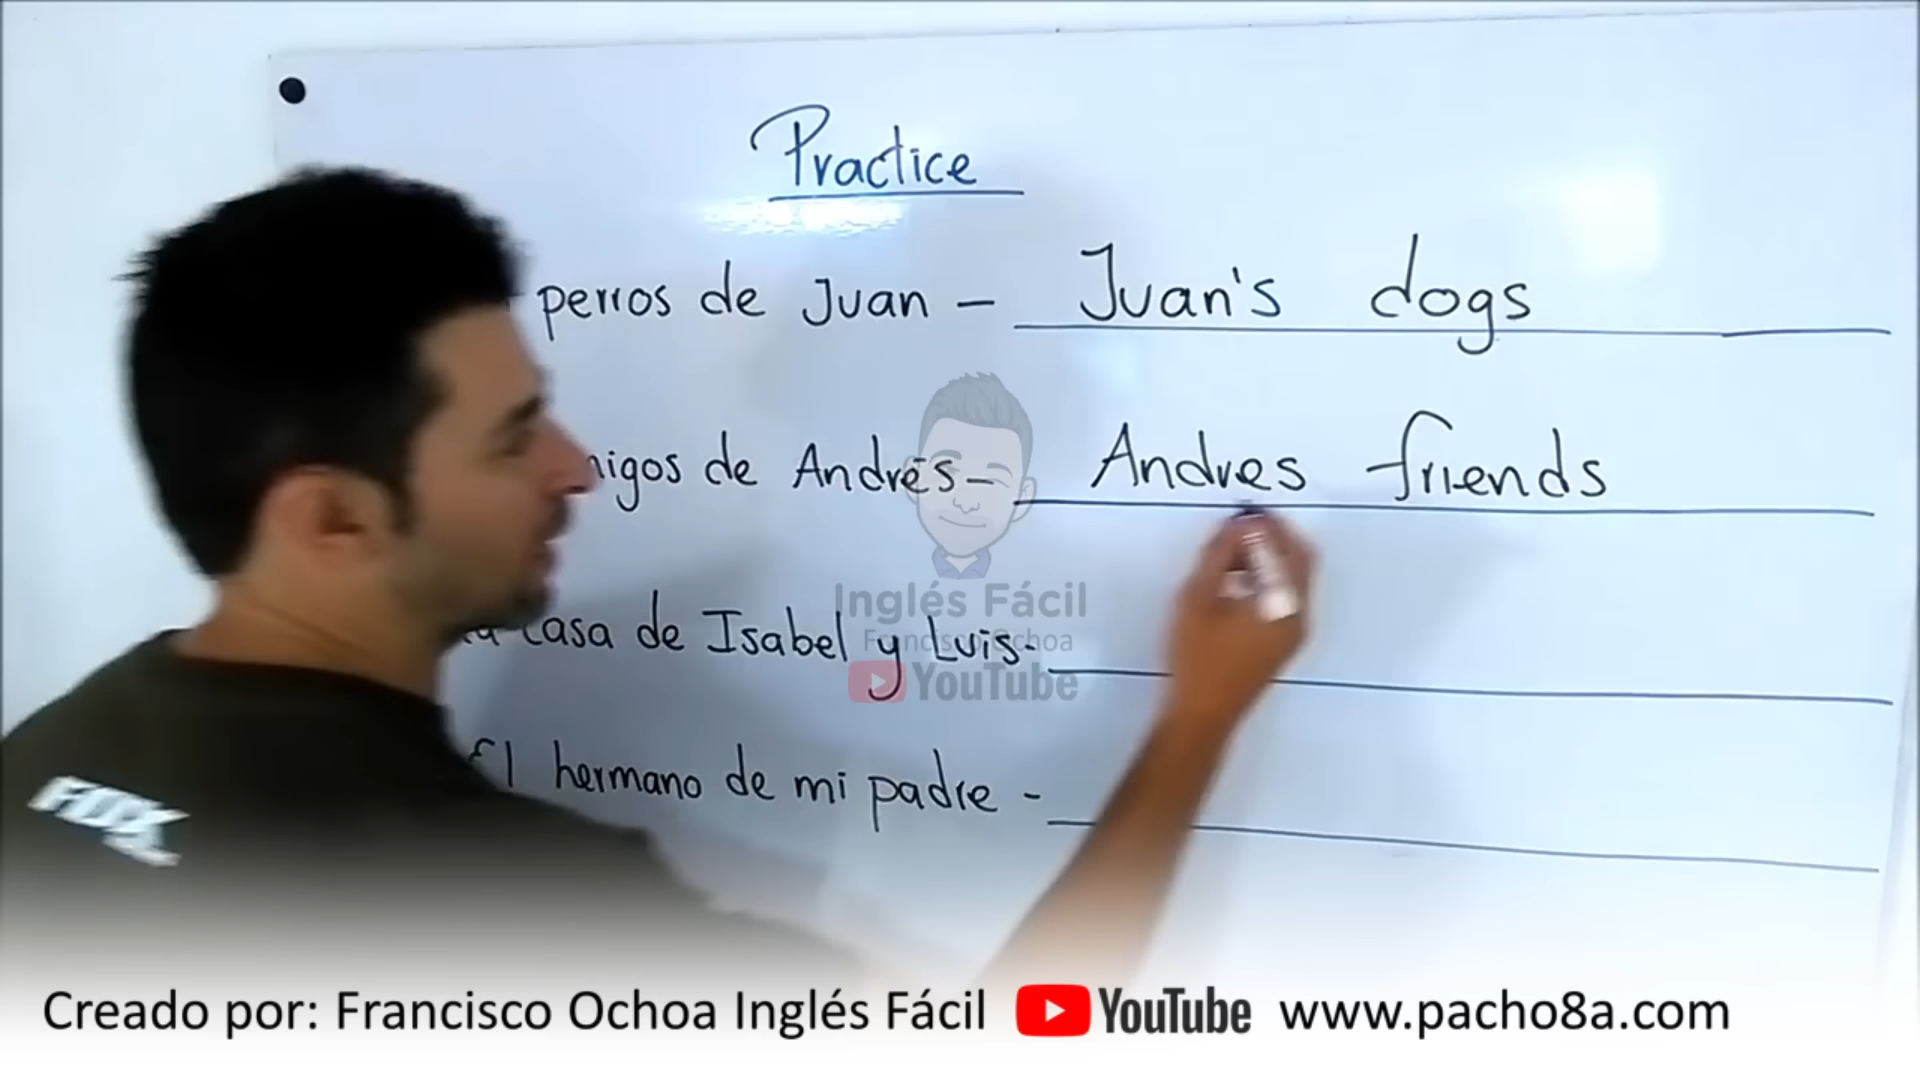 Practice
perros de Juan - Juan's dogs
de Andrés - Andres friends
casa de Isabel y Luis-
El hermano de mi padre -
Inglés Fácil
Francisco Ochoa
YouTube
FOX
Creado por: Francisco Ochoa Inglés Fácil YouTube www.pacho8a.com